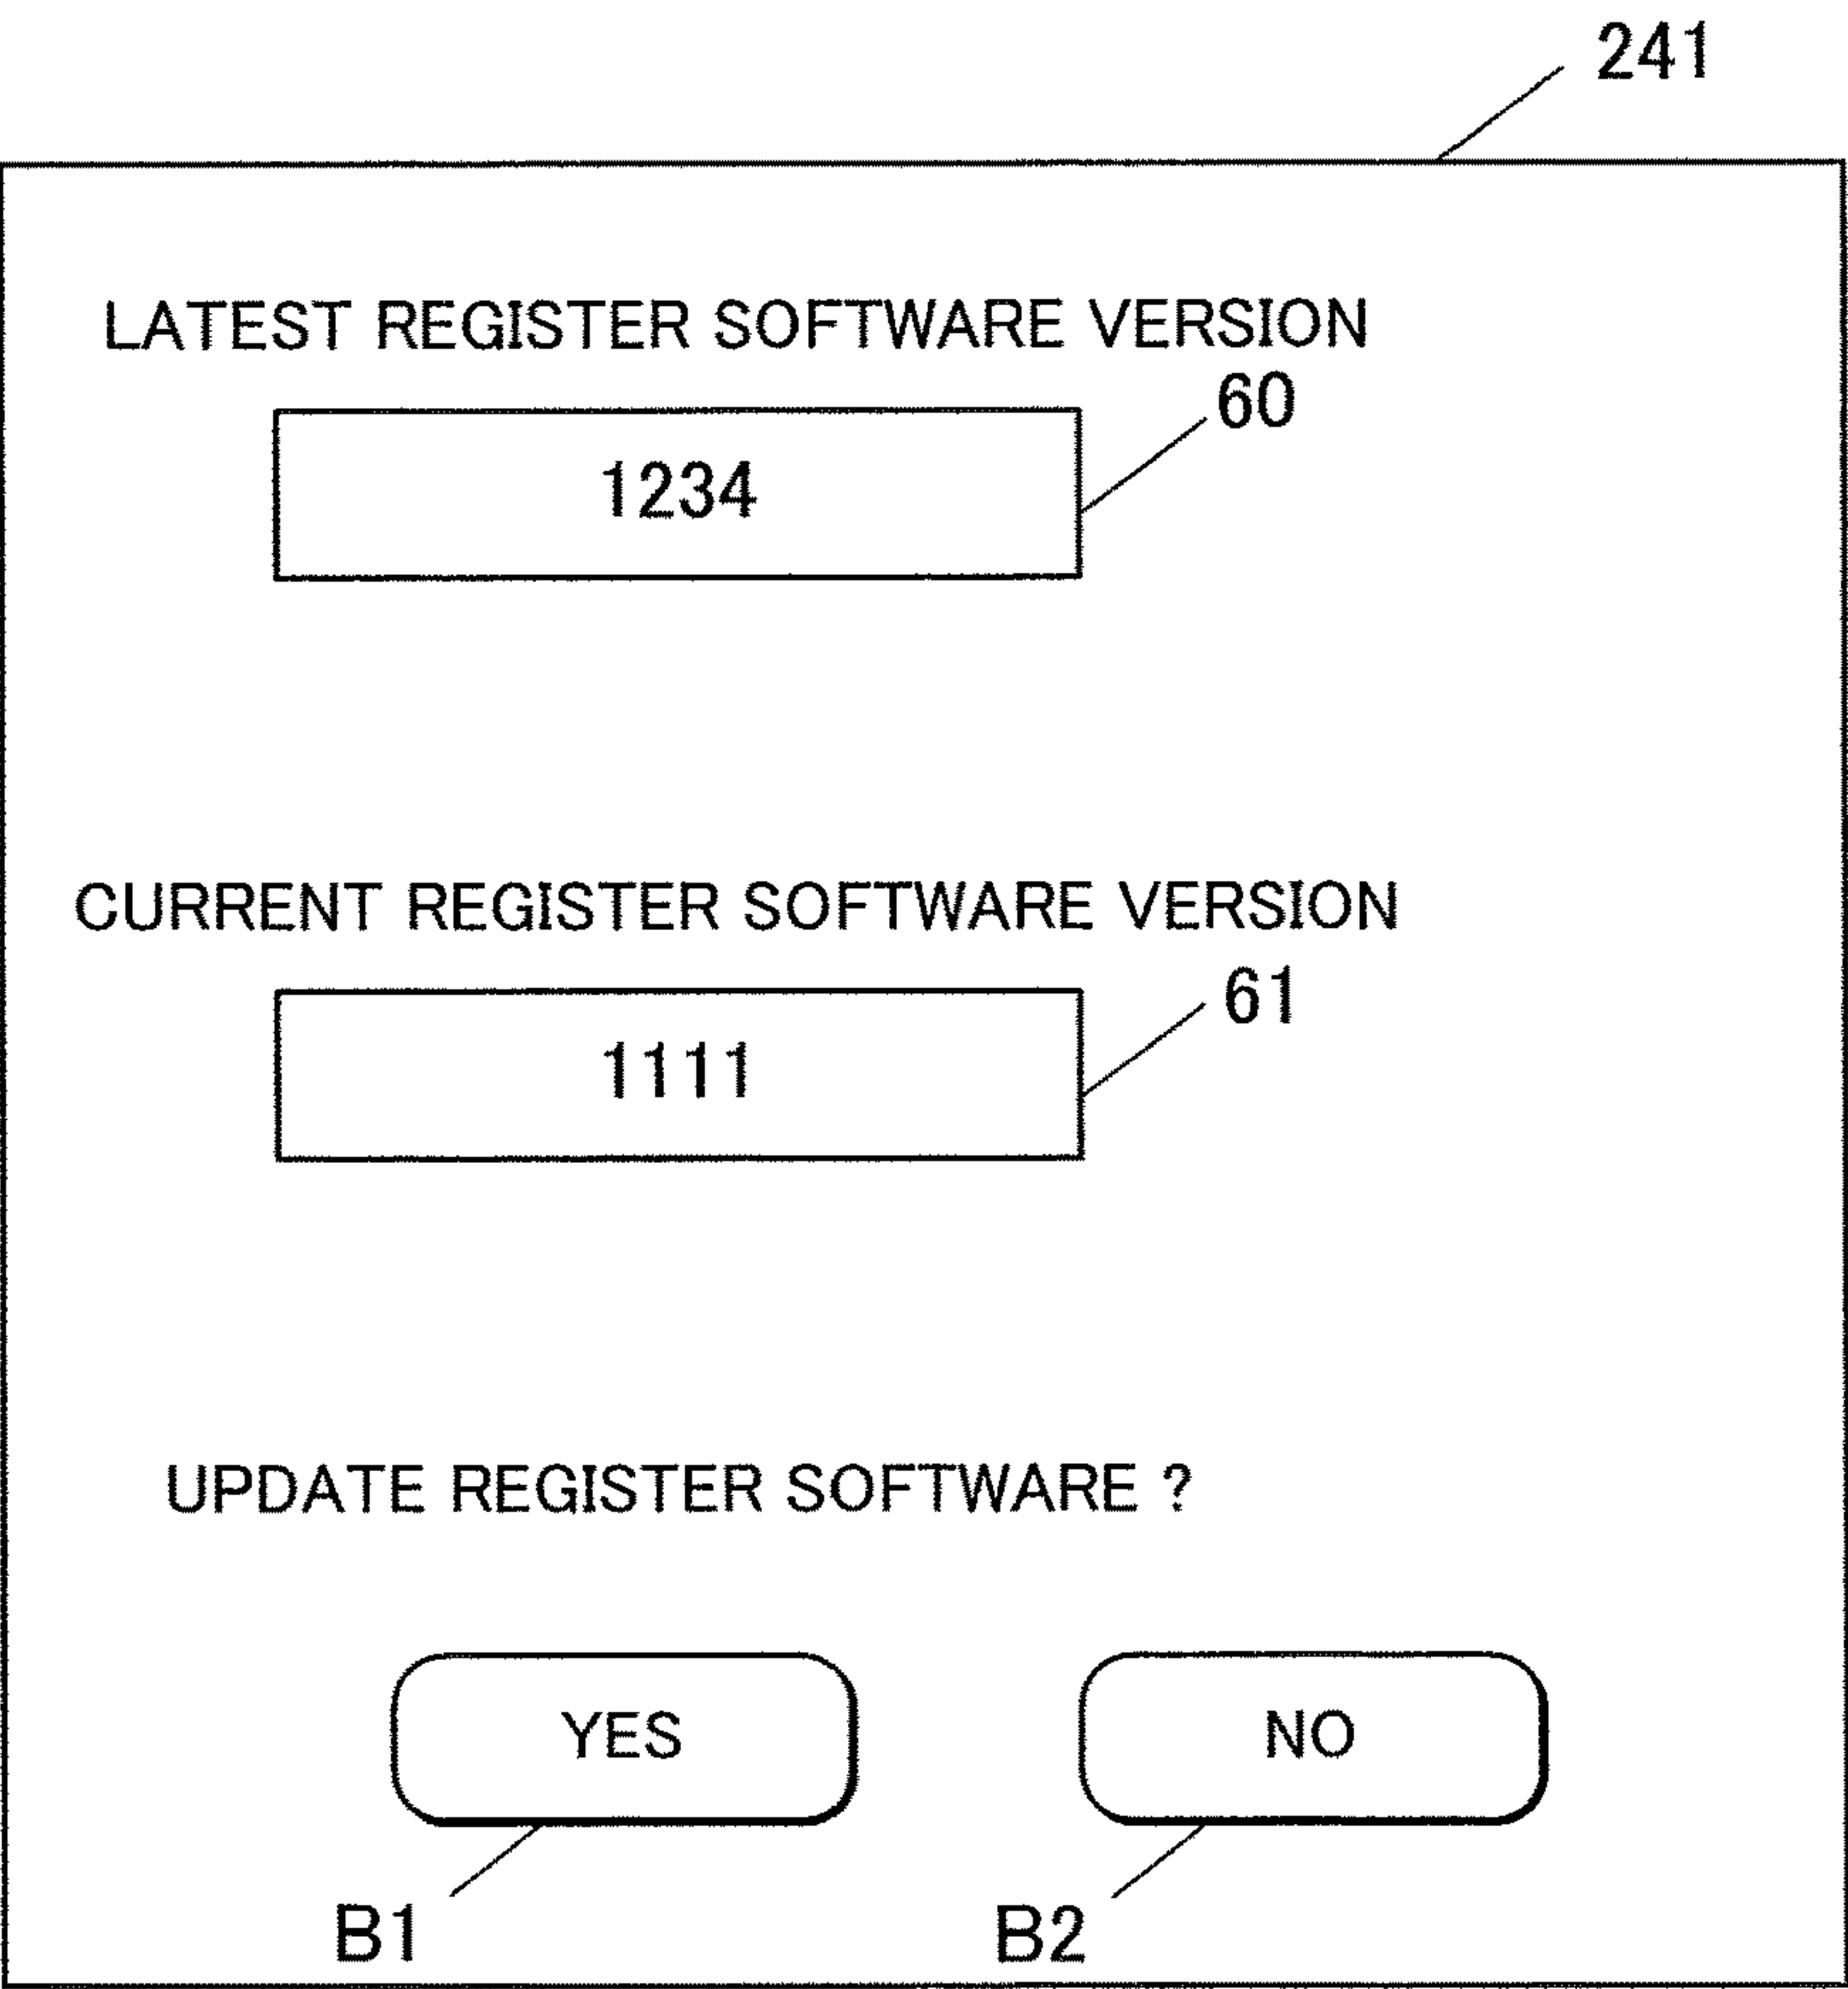 241
LATEST REGISTER SOFTWARE VERSION
60
1234
CURRENT REGISTER SOFTWARE VERSION
61
1111
UPDATE REGISTER SOFTWARE ?
YES NO
B1 B2